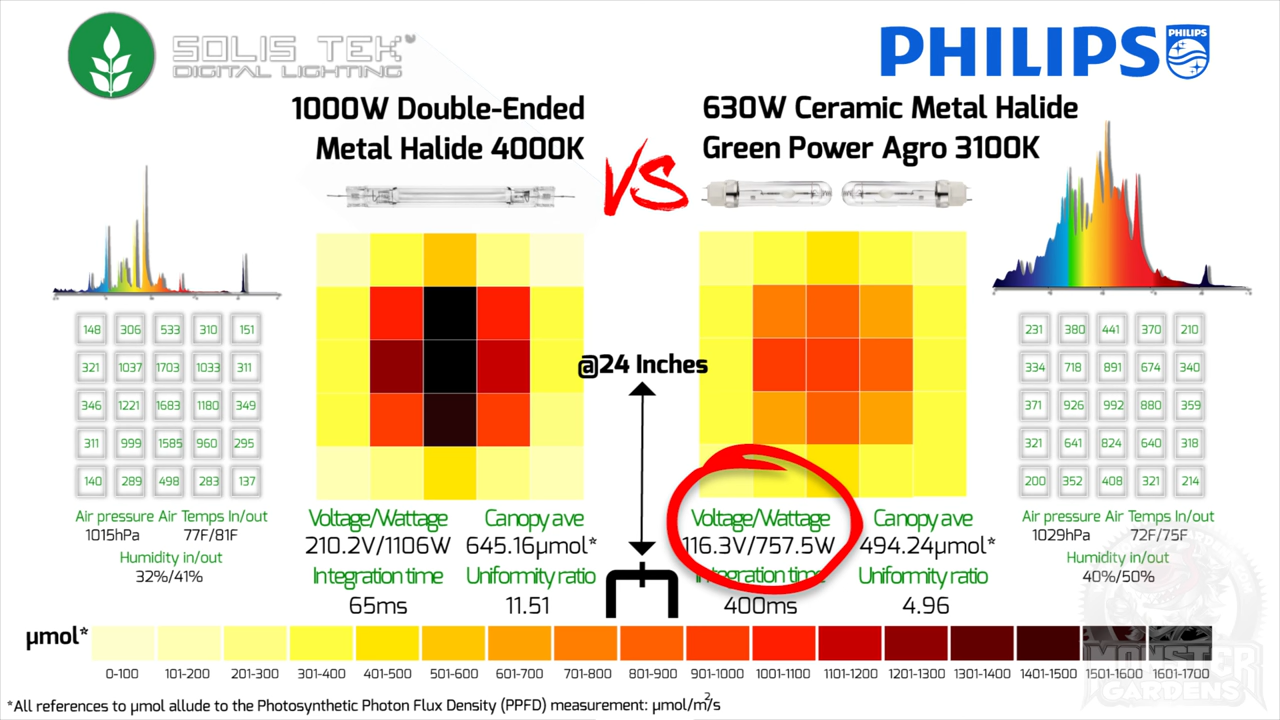 SOLIS TEK
DIGITAL LIGHTING
PHILIPS
PHILIPS
1000W Double-Ended
Metal Halide 4000K
VS
630W Ceramic Metal Halide
Green Power Agro 3100K
148 306 533 310 151
321 1037 1703 1033 311
346 1221 1683 1180 349
311 999 1585 960 295
140 289 498 283 137
@24 Inches
231 380 441 370 210
334 718 891 674 340
371 926 992 880 359
321 641 824 640 318
200 352 408 321 214
Air pressure Air Temps In/out
1015hPa 77F/81F
Humidity in/out
32%/41%
Voltage/Wattage Canopy ave
210.2V/1106W 645.16µmol*
Integration time Uniformity ratio
65ms 11.51
Voltage/Wattage Canopy ave
116.3V/757.5W 494.24µmol*
Integration time Uniformity ratio
400ms 4.96
Air pressure Air Temps In/out
1029hPa 72F/75F
Humidity in/out
40%/50%
µmol*
0-100 101-200 201-300 301-400 401-500 501-600 601-700 701-800 801-900 901-1000 1001-1100 1101-1200 1201-1300 1301-1400 1401-1500 1501-1600 1601-1700
MONSTER
GARDENS
*All references to µmol allude to the Photosynthetic Photon Flux Density (PPFD) measurement: µmol/m²/s